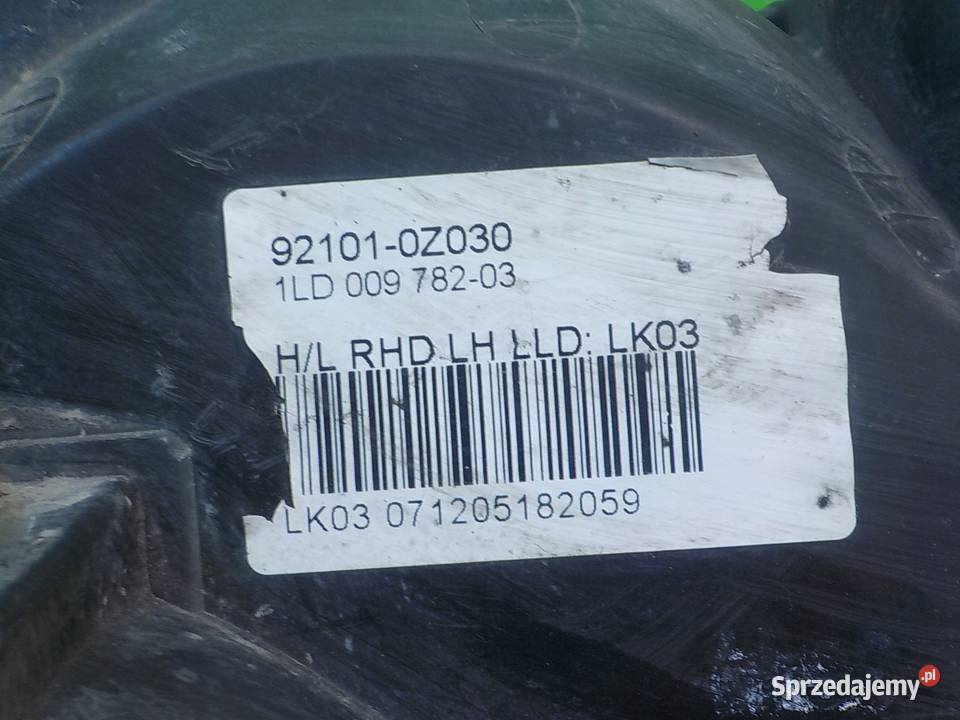 92101-0Z030
1LD 009 782-03
H/L RHD LH LLD: LK03
LK03 071205182059
Sprzedajemy.pl